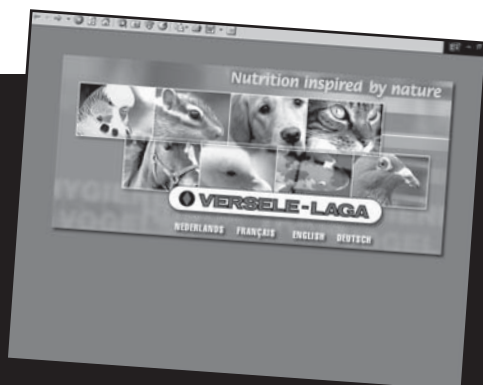 Nutrition inspired by nature
VERSELE-LAGA
NEDERLANDS FRANÇAIS ENGLISH DEUTSCH